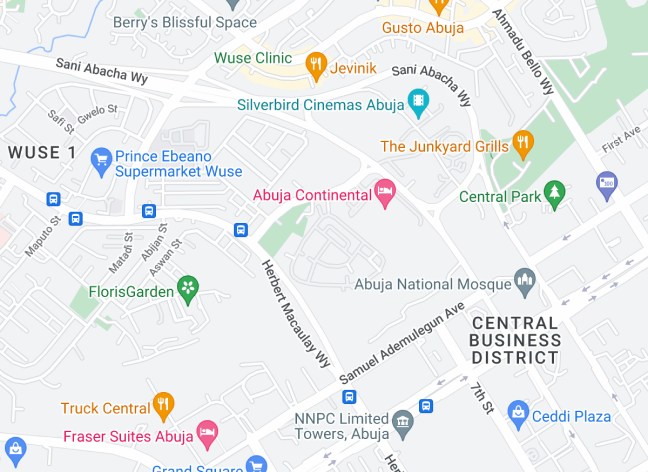 Berry's Blissful Space
Gusto Abuja
Ahmadu Bello Wy
Wuse Clinic
Jevinik
Sani Abacha Wy
Sani Abacha Wy
Silverbird Cinemas Abuja
Gwelo St
Safi St
First Ave
The Junkyard Grills
WUSE 1
Prince Ebeano
Supermarket Wuse
Abuja Continental
Central Park
Maputo St
Matadi St
Abijan St
Aswan St
FlorisGarden
Herbert Macaulay Wy
Abuja National Mosque
Samuel Ademulegun Ave
CENTRAL
BUSINESS
DISTRICT
7th St
Truck Central
Fraser Suites Abuja
NNPC Limited
Towers, Abuja
Ceddi Plaza
Grand Square
Her